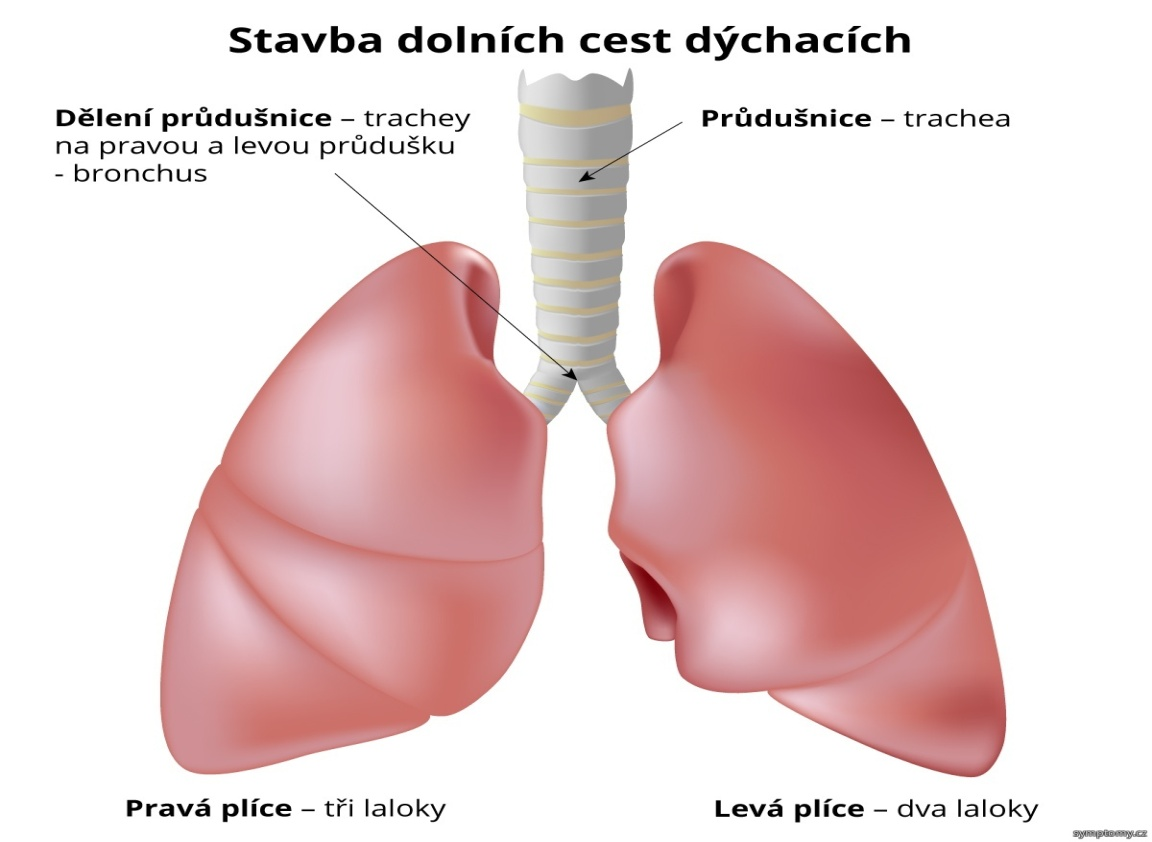 Stavba dolních cest dýchacích
Dělení průdušnice – trachey
na pravou a levou průdušku
- bronchus
Průdušnice – trachea
Pravá plíce – tři laloky
Levá plíce – dva laloky
symptomy.cz